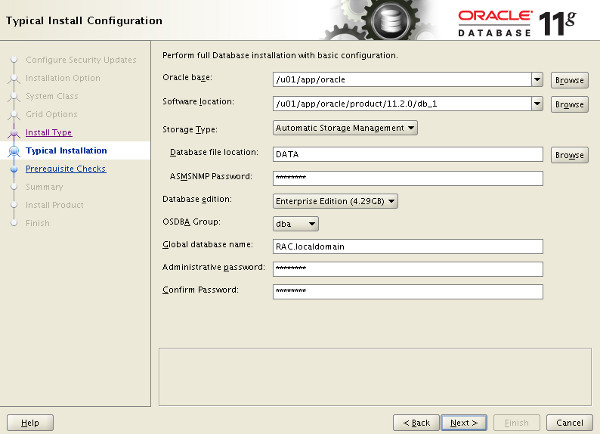 Typical Install Configuration
ORACLE
DATABASE 11g
Configure Security Updates
Installation Option
System Class
Grid Options
Install Type
Typical Installation
Prerequisite Checks
Summary
Install Product
Finish
Perform full Database installation with basic configuration.
Oracle base: /u01/app/oracle Browse
Software location: /u01/app/oracle/product/11.2.0/db_1 Browse
Storage Type: Automatic Storage Management
Database file location: DATA Browse
ASMSNMP Password: ********
Database edition: Enterprise Edition (4.29GB)
OSDBA Group: dba
Global database name: RAC.localdomain
Administrative password: ********
Confirm Password: ********
Help < Back Next > Finish Cancel